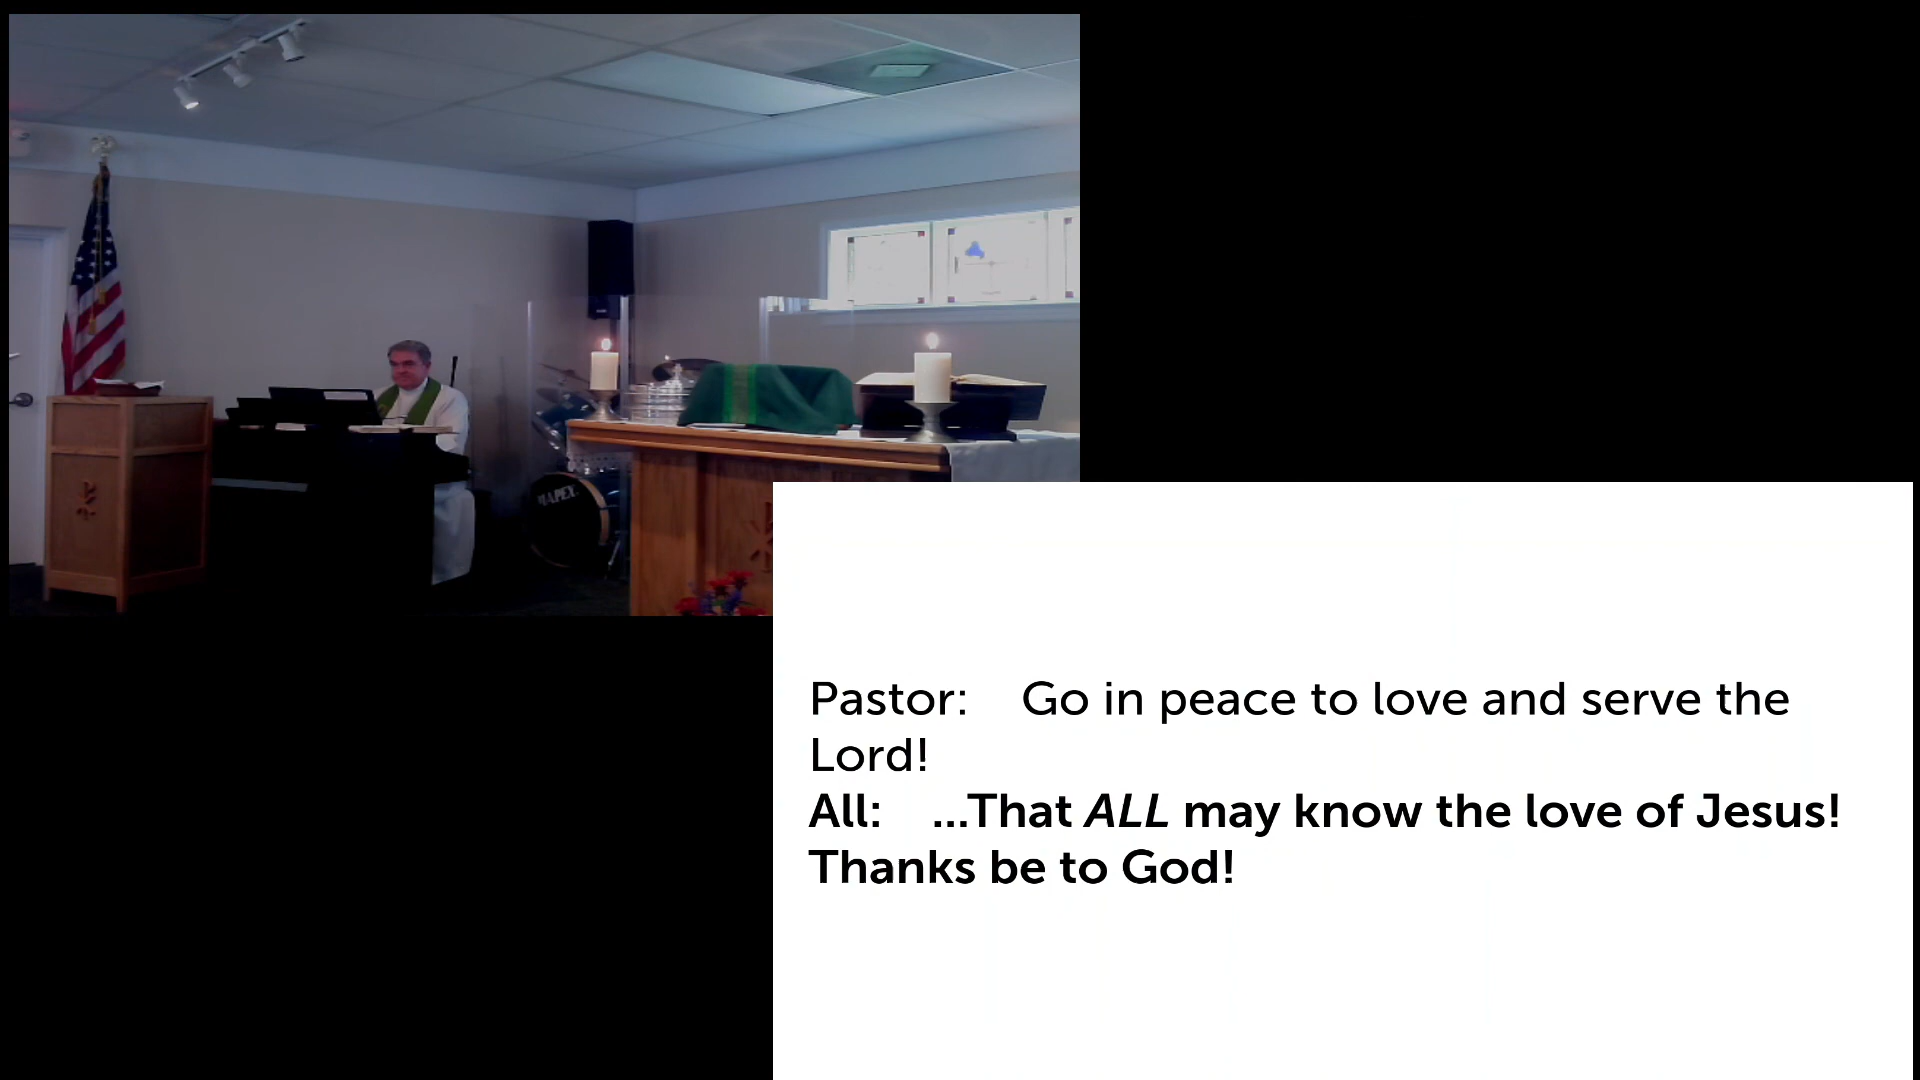 MAPEX
Pastor: Go in peace to love and serve the
Lord!
All: ...That ALL may know the love of Jesus!
Thanks be to God!